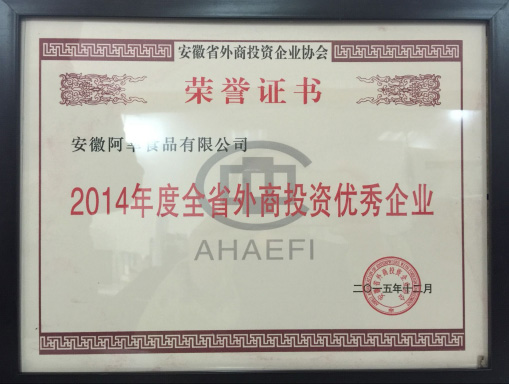 安徽省外商投资企业协会
荣誉证书
安徽阿幸食品有限公司
2014年度全省外商投资优秀企业
AHAEFI
二〇一五年十二月